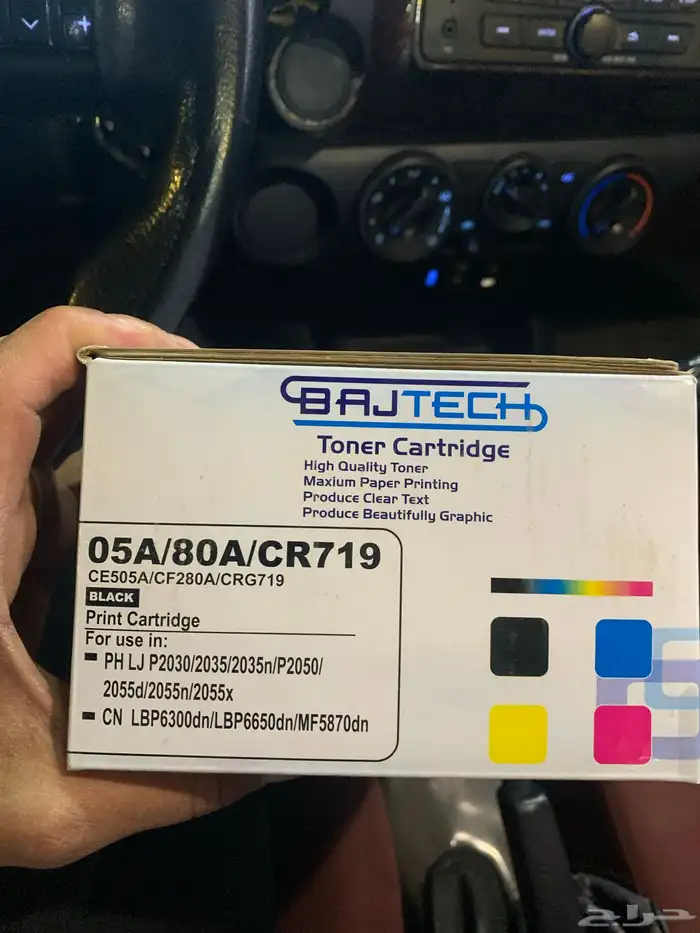 BAJTECH
Toner Cartridge
High Quality Toner
Maxium Paper Printing
Produce Clear Text
Produce Beautifully Graphic
05A/80A/CR719
CE505A/CF280A/CRG719
BLACK
Print Cartridge
For use in:
PH LJ P2030/2035/2035n/P2050/
2055d/2055n/2055x
CN LBP6300dn/LBP6650dn/MF5870dn
حراج